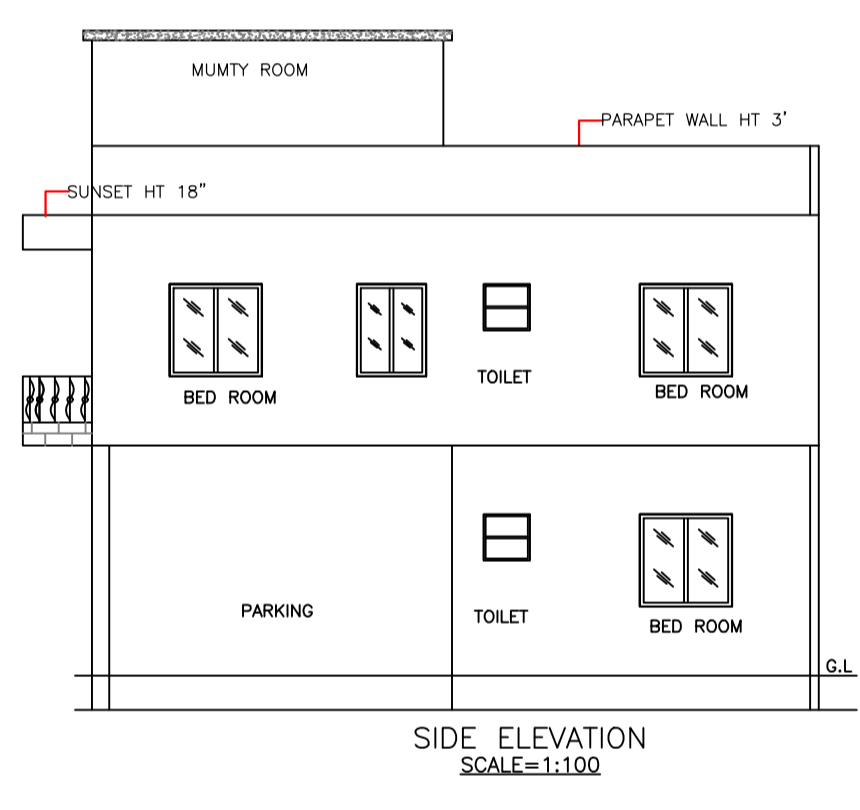 MUMTY ROOM
PARAPET WALL HT 3'
SUNSET HT 18"
TOILET
BED ROOM
BED ROOM
PARKING
TOILET
BED ROOM
G.L
SIDE ELEVATION
SCALE=1:100